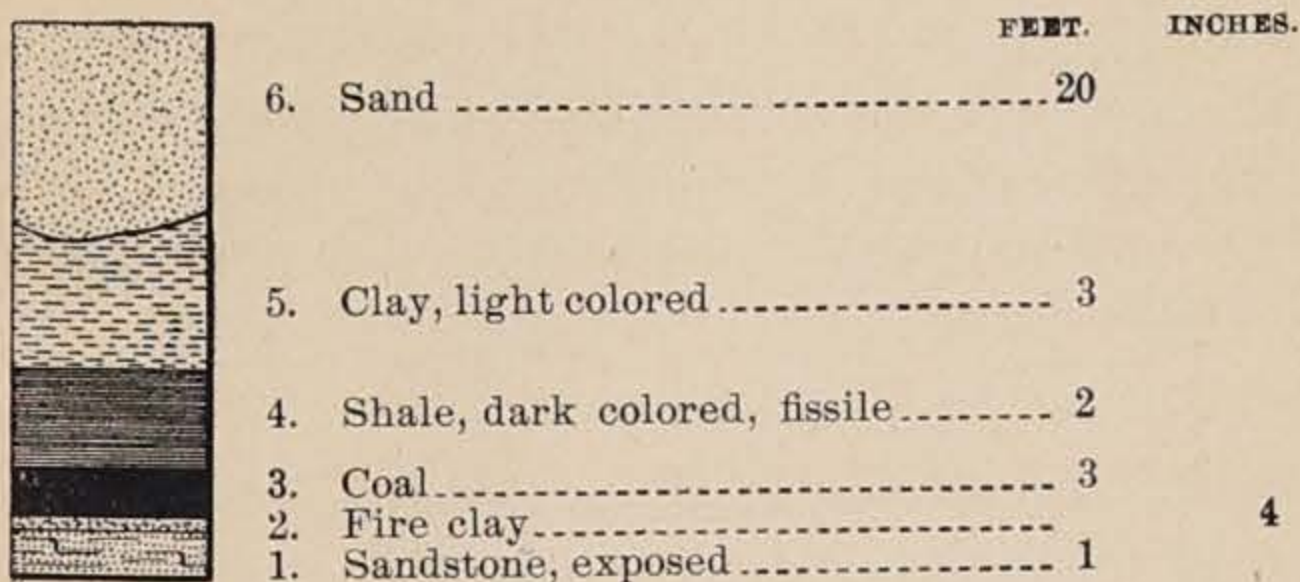 FEET. INCHES.
6. Sand 20
5. Clay, light colored 3
4. Shale, dark colored, fissile 2
3. Coal 3
2. Fire clay 4
1. Sandstone, exposed 1